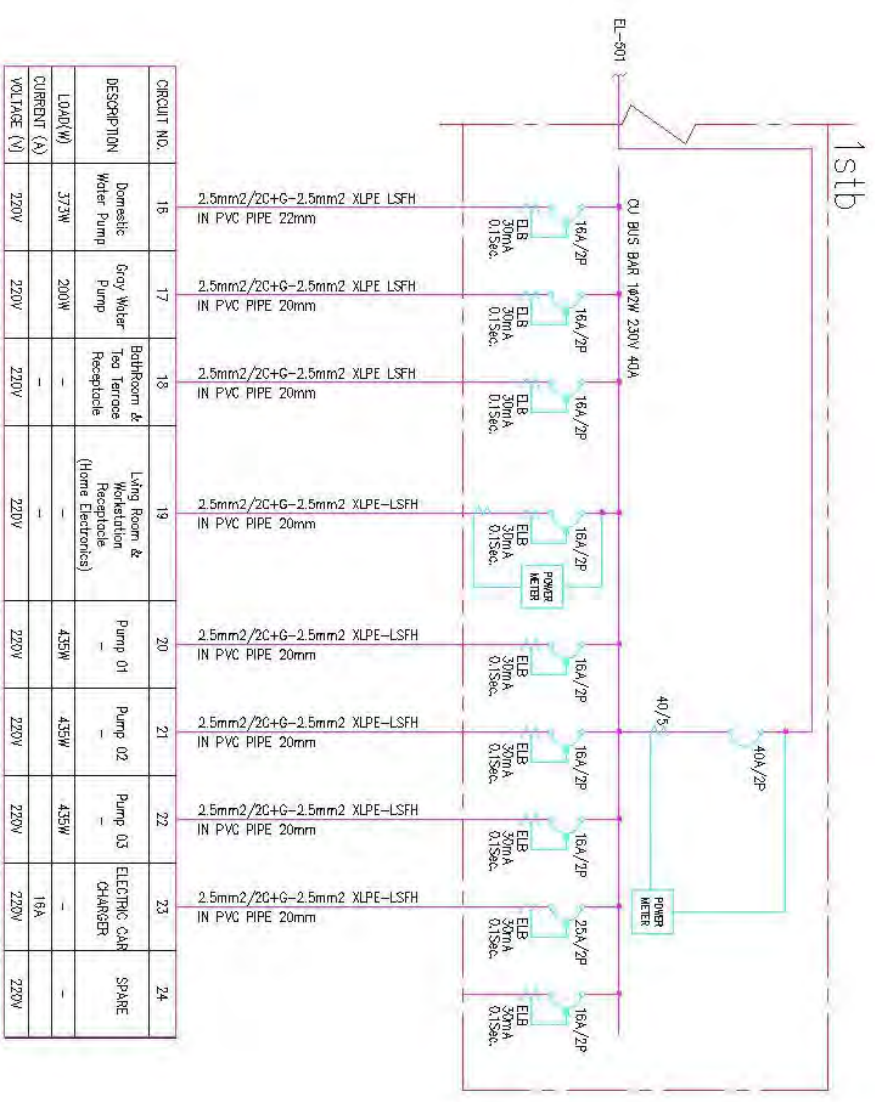 1stb
EL-501
CU BUS BAR 1Φ2W 230V 40A
40A/2P
40/5
POWER
METER
16A/2P
ELB
30mA
0.1Sec.
16A/2P
ELB
30mA
0.1Sec.
16A/2P
ELB
30mA
0.1Sec.
16A/2P
ELB
30mA
0.1Sec.
POWER
METER
16A/2P
ELB
30mA
0.1Sec.
16A/2P
ELB
30mA
0.1Sec.
16A/2P
ELB
30mA
0.1Sec.
25A/2P
ELB
30mA
0.1Sec.
16A/2P
ELB
30mA
0.1Sec.
2.5mm2/2C+G-2.5mm2 XLPE LSFH
IN PVC PIPE 22mm
2.5mm2/2C+G-2.5mm2 XLPE LSFH
IN PVC PIPE 20mm
2.5mm2/2C+G-2.5mm2 XLPE LSFH
IN PVC PIPE 20mm
2.5mm2/2C+G-2.5mm2 XLPE-LSFH
IN PVC PIPE 20mm
2.5mm2/2C+G-2.5mm2 XLPE-LSFH
IN PVC PIPE 20mm
2.5mm2/2C+G-2.5mm2 XLPE-LSFH
IN PVC PIPE 20mm
2.5mm2/2C+G-2.5mm2 XLPE-LSFH
IN PVC PIPE 20mm
2.5mm2/2C+G-2.5mm2 XLPE-LSFH
IN PVC PIPE 20mm
CIRCUIT NO. 16 17 18 19 20 21 22 23 24
DESCRIPTION
Domestic
Water Pump
Gray Water
Pump
BathRoom &
Tea Terrace
Receptacle
Lving Room &
Workstation
Receptacle
(Home Electronics)
Pump 01
-
Pump 02
-
Pump 03
-
ELECTRIC CAR
CHARGER
SPARE
LOAD(W) 373W 200W - - 435W 435W 435W - -
CURRENT (A) - - 16A
VOLTAGE (V) 220V 220V 220V 220V 220V 220V 220V 220V 220V